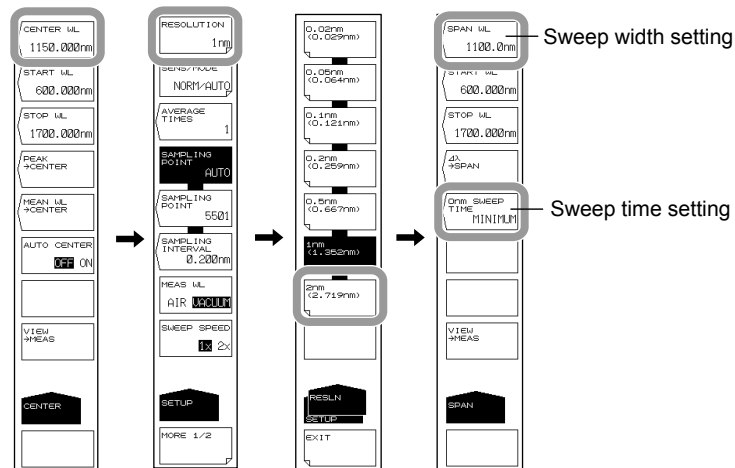 CENTER WL
1150.000nm
START WL
600.000nm
STOP WL
1700.000nm
PEAK
→CENTER
MEAN WL
→CENTER
AUTO CENTER
OFF ON
VIEW
→MEAS
CENTER
RESOLUTION
1nm
SENS/MODE
NORM/AUTO
AVERAGE
TIMES
1
SAMPLING
POINT
AUTO
SAMPLING
POINT
5501
SAMPLING
INTERVAL
0.200nm
MEAS WL
AIR VACUUM
SWEEP SPEED
1x 2x
SETUP
MORE 1/2
0.02nm
(0.029nm)
0.05nm
(0.064nm)
0.1nm
(0.121nm)
0.2nm
(0.259nm)
0.5nm
(0.667nm)
1nm
(1.352nm)
2nm
(2.719nm)
RESLN
SETUP
EXIT
SPAN WL
1100.0nm
START WL
600.000nm
STOP WL
1700.000nm
Δλ
→SPAN
0nm SWEEP
TIME
MINIMUM
VIEW
→MEAS
SPAN
Sweep width setting
Sweep time setting